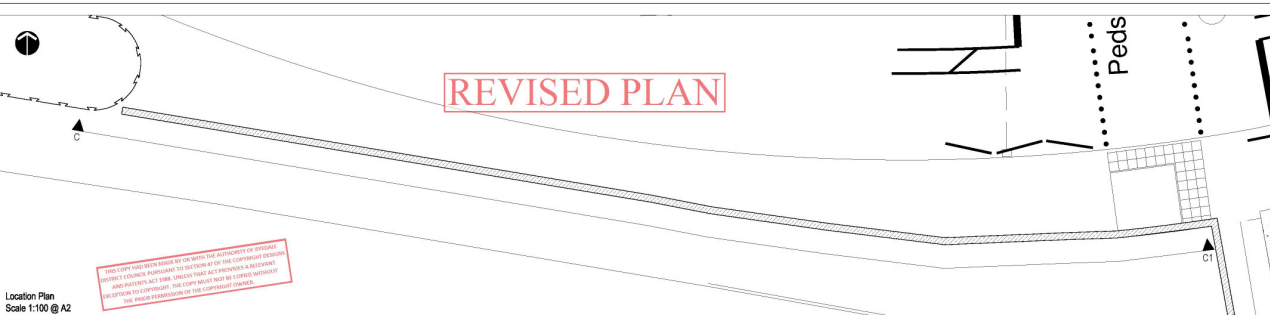 Peds
REVISED PLAN
C
THIS COPY HAD BEEN MADE BY OR WITH THE AUTHORITY OF RYEDALE
DISTRICT COUNCIL PURSUANT TO SECTION 47 OF THE COPYRIGHT DESIGNS
AND PATENTS ACT 1988. UNLESS THAT ACT PROVIDES A RELEVANT
EXCEPTION TO COPYRIGHT, THE COPY MUST NOT BE COPIED WITHOUT
THE PRIOR PERMISSION OF THE COPYRIGHT OWNER.
C1
Location Plan
Scale 1:100 @ A2